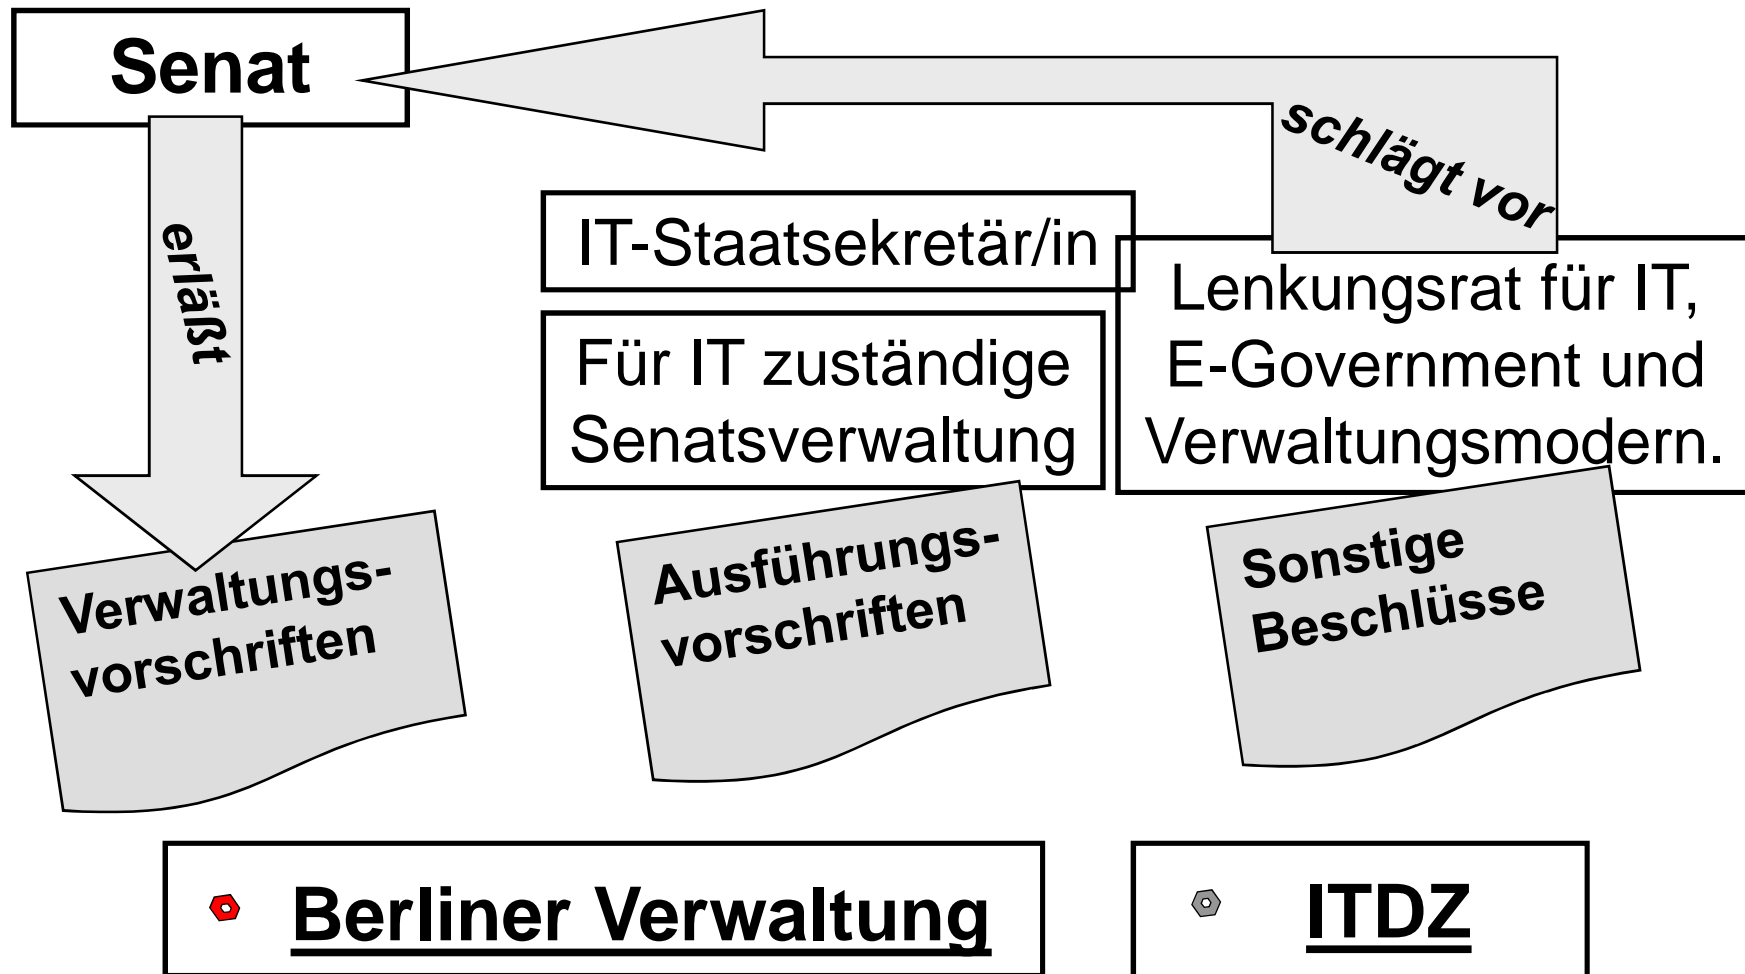 Senat
schlägt vor
erläßt
IT-Staatsekretär/in
Für IT zuständige
Senatsverwaltung
Lenkungsrat für IT,
E-Government und
Verwaltungsmodern.
Verwaltungs-
vorschriften
Ausführungs-
vorschriften
Sonstige
Beschlüsse
Berliner Verwaltung
ITDZ